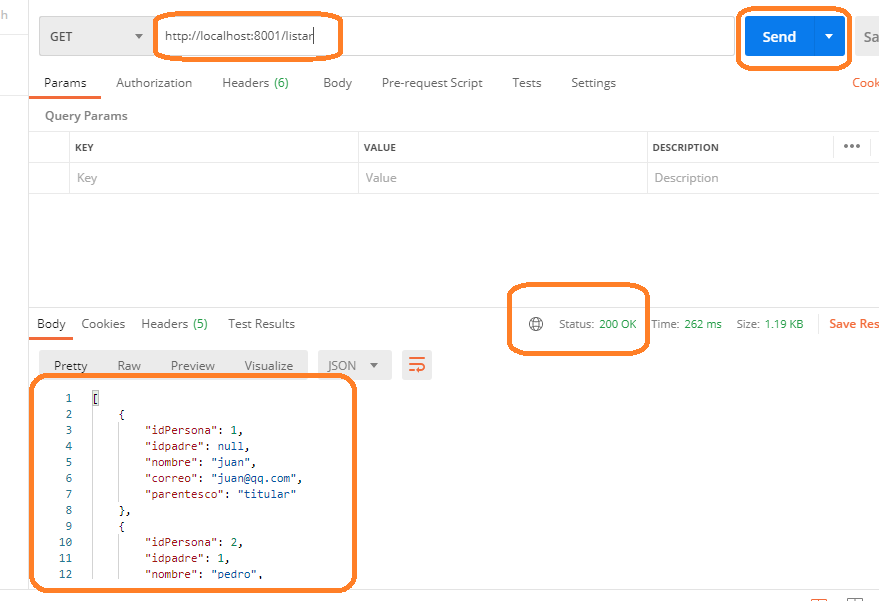 h
GET http://localhost:8001/listar Send Sa
Params Authorization Headers (6) Body Pre-request Script Tests Settings Cook
Query Params
KEY VALUE DESCRIPTION •••
Key Value Description
Body Cookies Headers (5) Test Results Status: 200 OK Time: 262 ms Size: 1.19 KB Save Res
Pretty Raw Preview Visualize JSON
1 [
2 {
3 "idPersona": 1,
4 "idpadre": null,
5 "nombre": "juan",
6 "correo": "juan@qq.com",
7 "parentesco": "titular"
8 },
9 {
10 "idPersona": 2,
11 "idpadre": 1,
12 "nombre": "pedro",